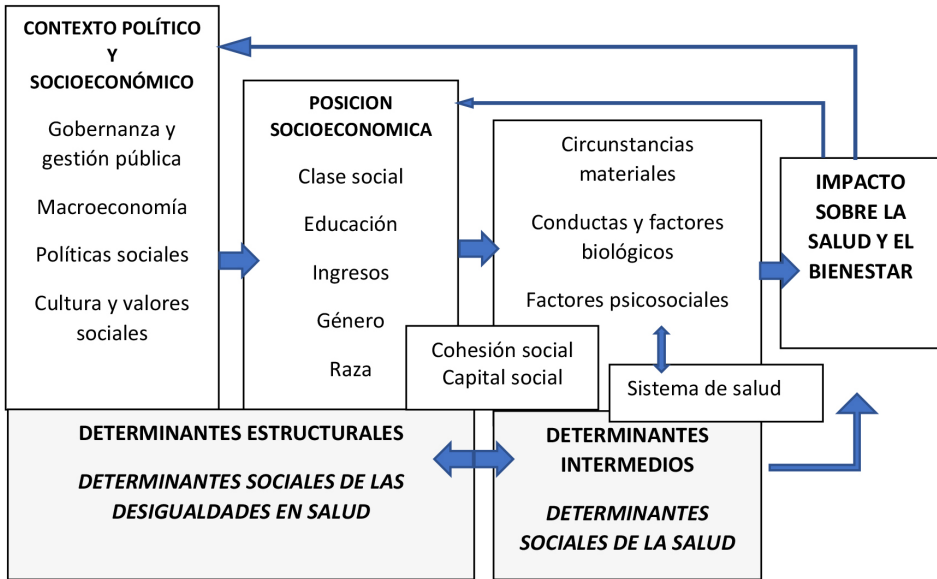 CONTEXTO POLÍTICO
Y
SOCIOECONÓMICO
Gobernanza y
gestión pública
Macroeconomía
Políticas sociales
Cultura y valores
sociales
POSICION
SOCIOECONOMICA
Clase social
Educación
Ingresos
Género
Raza
Circunstancias
materiales
Conductas y factores
biológicos
Factores psicosociales
Cohesión social
Capital social
Sistema de salud
IMPACTO
SOBRE LA
SALUD Y EL
BIENESTAR
DETERMINANTES ESTRUCTURALES
DETERMINANTES SOCIALES DE LAS
DESIGUALDADES EN SALUD
DETERMINANTES
INTERMEDIOS
DETERMINANTES
SOCIALES DE LA SALUD